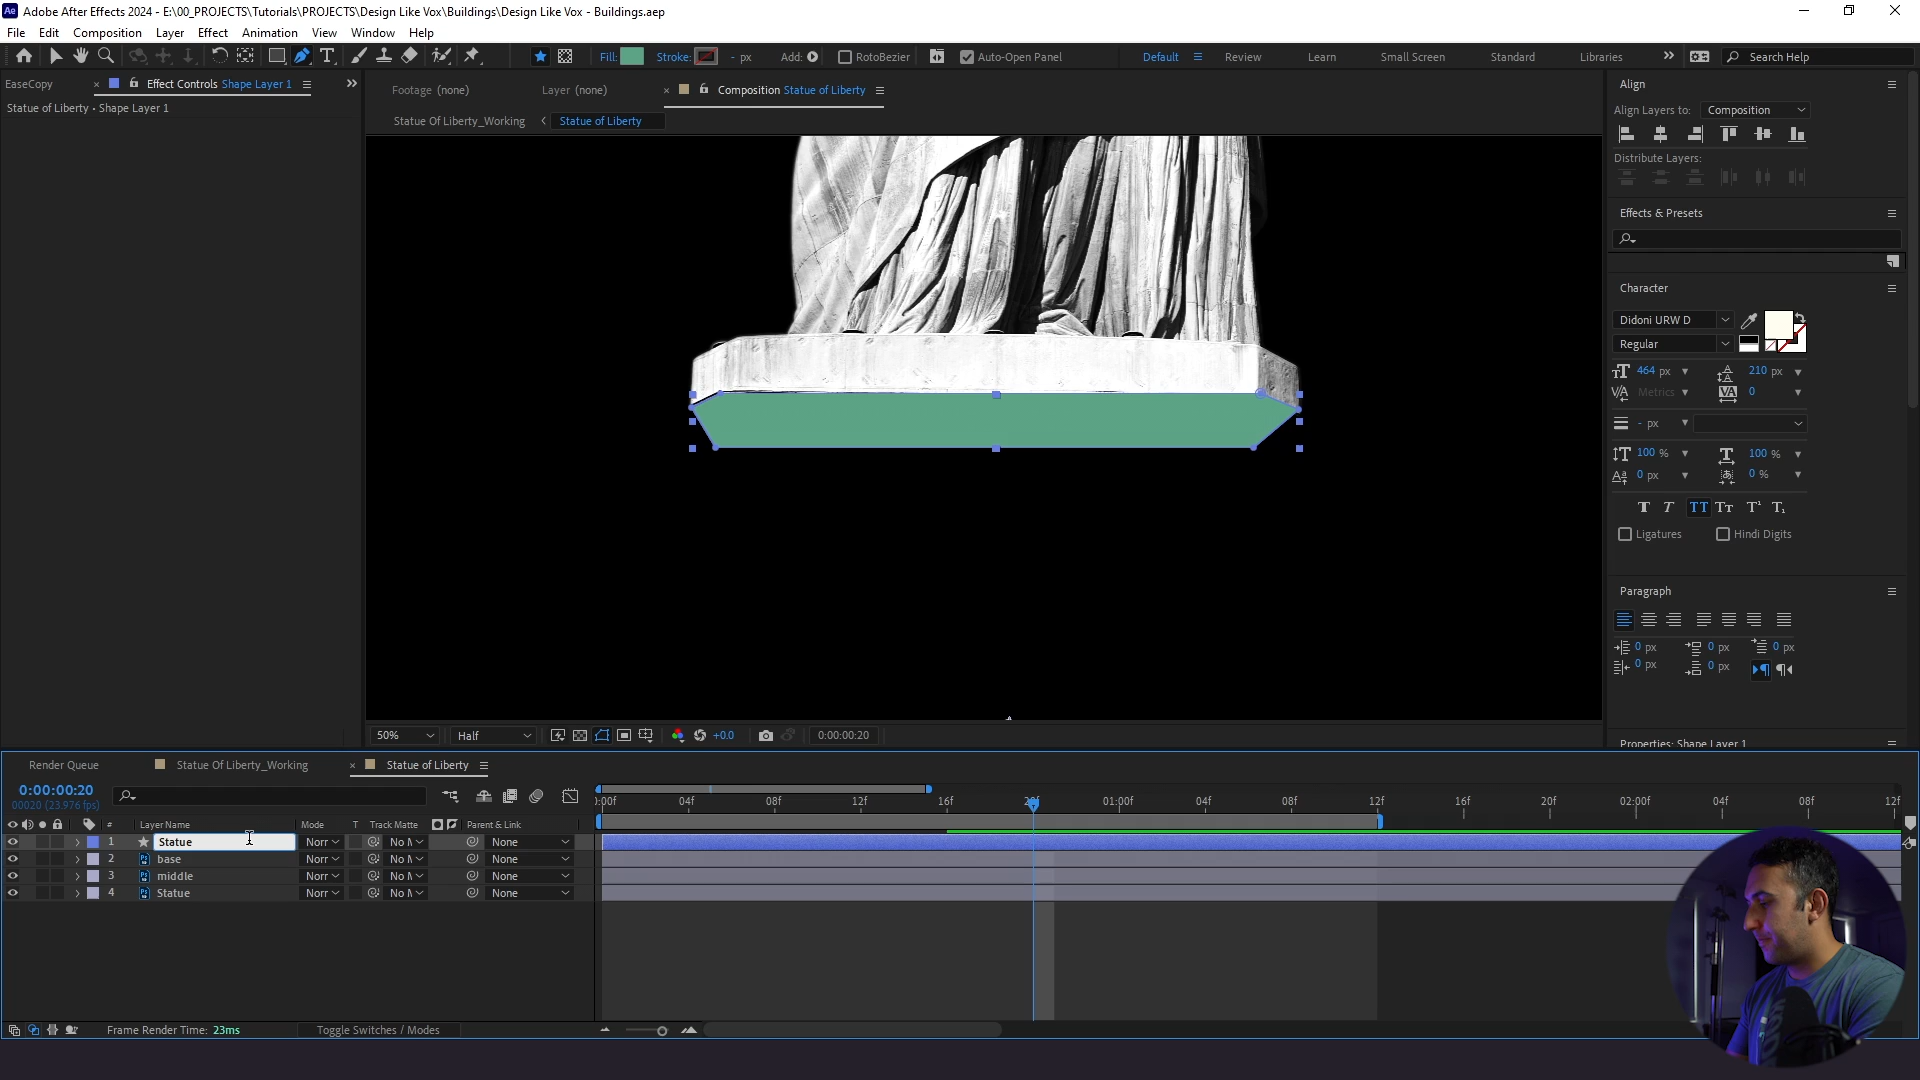 Adobe After Effects 2024 - E:\00_PROJECTS\Tutorials\PROJECTS\Design Like Vox\Buildings\Design Like Vox - Buildings.aep
File Edit Composition Layer Effect Animation View Window Help
Fill: Stroke: - px Add: RotoBezier Auto-Open Panel Default Review Learn Small Screen Standard Libraries Search Help
EaseCopy × Effect Controls Shape Layer 1
Statue of Liberty • Shape Layer 1
Footage (none) Layer (none) × Composition Statue of Liberty
Statue Of Liberty_Working Statue of Liberty
Align
Align Layers to: Composition
Distribute Layers:
Effects & Presets
Character
Didoni URW D
Regular
464 px 210 px
Metrics 0
- px
100 % 100 %
0 px 0 %
Ligatures Hindi Digits
Paragraph
0 px 0 px 0 px
0 px 0 px
Properties: Shape Layer 1
50% Half +0.0 0:00:00:20
Render Queue Statue Of Liberty_Working × Statue of Liberty
0:00:00:20
00020 (23.976 fps)
):00f 04f 08f 12f 16f 20f 01:00f 04f 08f 12f 16f 20f 02:00f 04f 08f 12f
# Layer Name Mode T Track Matte Parent & Link
1 Statue Norr No M None
2 base Norr No M None
3 middle Norr No M None
4 Statue Norr No M None
Frame Render Time: 23ms Toggle Switches / Modes